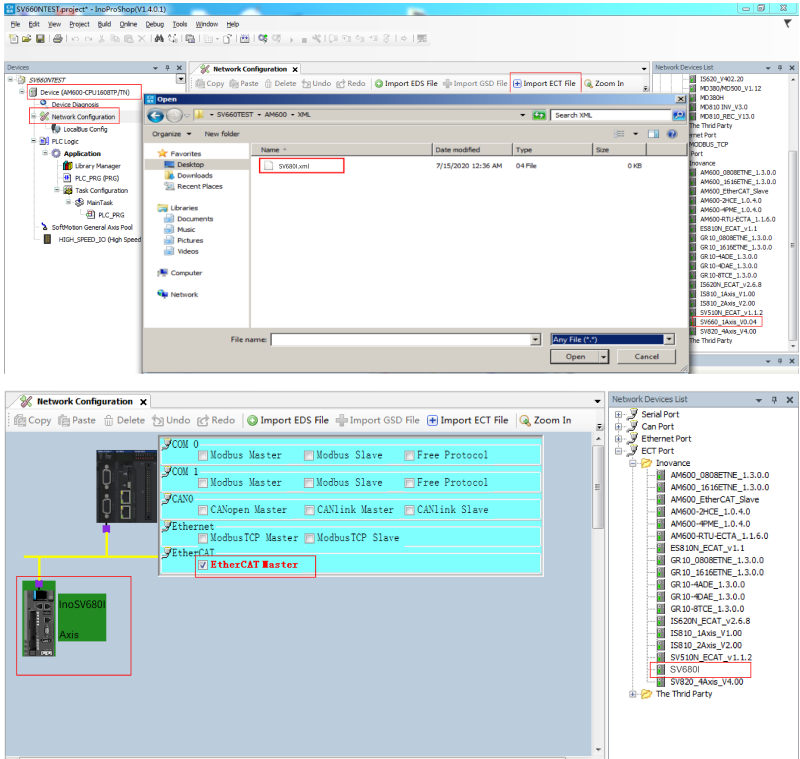 SV660NTEST.project* - InoProShop(V1.4.0.1)
File Edit View Project Build Online Debug Tools Window Help
Devices
SV660NTEST
Device (AM600-CPU1608TP/TN)
Device Diagnosis
Network Configuration
LocalBus Config
PLC Logic
Application
Library Manager
PLC_PRG (PRG)
Task Configuration
MainTask
PLC_PRG
SoftMotion General Axis Pool
HIGH_SPEED_IO (High Speed
Network Configuration x
Copy Paste Delete Undo Redo Import EDS File Import GSD File Import ECT File Zoom In
Open
SV660TEST AM600 XML
Search XML
Organize New folder
Favorites
Desktop
Downloads
Recent Places
Libraries
Documents
Music
Pictures
Videos
Computer
Network
Name Date modified Type Size
SV680I.xml 7/15/2020 12:36 AM 04 File 0 KB
File name: Any File (*.*)
Open Cancel
Network Devices List
IS620_V402.20
MD380/MD500_V1.12
MD380H
MD810 INV_V3.0
MD810 REC_V13.0
The Third Party
ernet Port
MODBUS_TCP
Port
Inovance
AM600_0808ETNE_1.3.0.0
AM600_1616ETNE_1.3.0.0
AM600_EtherCAT_Slave
AM600-2HCE_1.0.4.0
AM600-4PME_1.0.4.0
AM600-RTU-ECTA_1.1.6.0
ES810N_ECAT_v1.1
GR10_0808ETNE_1.3.0.0
GR10_1616ETNE_1.3.0.0
GR10-4ADE_1.3.0.0
GR10-4DAE_1.3.0.0
GR10-8TCE_1.3.0.0
IS620N_ECAT_v2.6.8
IS810_1Axis_V1.00
IS810_2Axis_V2.00
SV510N_ECAT_v1.1.2
SV660_1Axis_V0.04
SV820_4Axis_V4.00
The Thrid Party
Network Configuration x
Copy Paste Delete Undo Redo Import EDS File Import GSD File Import ECT File Zoom In
COM 0
Modbus Master Modbus Slave Free Protocol
COM 1
Modbus Master Modbus Slave Free Protocol
CAN0
CANopen Master CANlink Master CANlink Slave
Ethernet
ModbusTCP Master ModbusTCP Slave
EtherCAT
EtherCAT Master
InoSV680I
Axis
Network Devices List
Serial Port
Can Port
Ethernet Port
ECT Port
Inovance
AM600_0808ETNE_1.3.0.0
AM600_1616ETNE_1.3.0.0
AM600_EtherCAT_Slave
AM600-2HCE_1.0.4.0
AM600-4PME_1.0.4.0
AM600-RTU-ECTA_1.1.6.0
ES810N_ECAT_v1.1
GR10_0808ETNE_1.3.0.0
GR10_1616ETNE_1.3.0.0
GR10-4ADE_1.3.0.0
GR10-4DAE_1.3.0.0
GR10-8TCE_1.3.0.0
IS620N_ECAT_v2.6.8
IS810_1Axis_V1.00
IS810_2Axis_V2.00
SV510N_ECAT_v1.1.2
SV680I
SV820_4Axis_V4.00
The Thrid Party